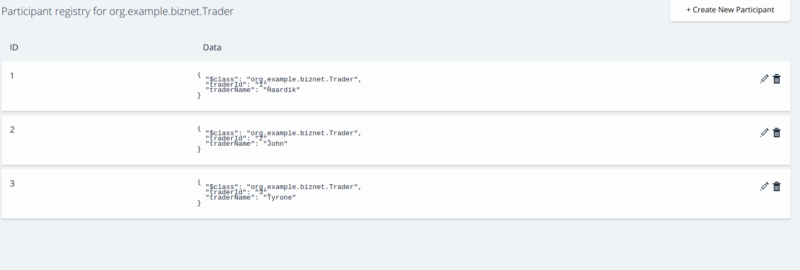 Participant registry for org.example.biznet.Trader
+ Create New Participant
ID Data
1
{
"$class": "org.example.biznet.Trader",
"traderId": "1",
"traderName": "Haardik"
}
2
{
"$class": "org.example.biznet.Trader",
"traderId": "2",
"traderName": "John"
}
3
{
"$class": "org.example.biznet.Trader",
"traderId": "3",
"traderName": "Tyrone"
}